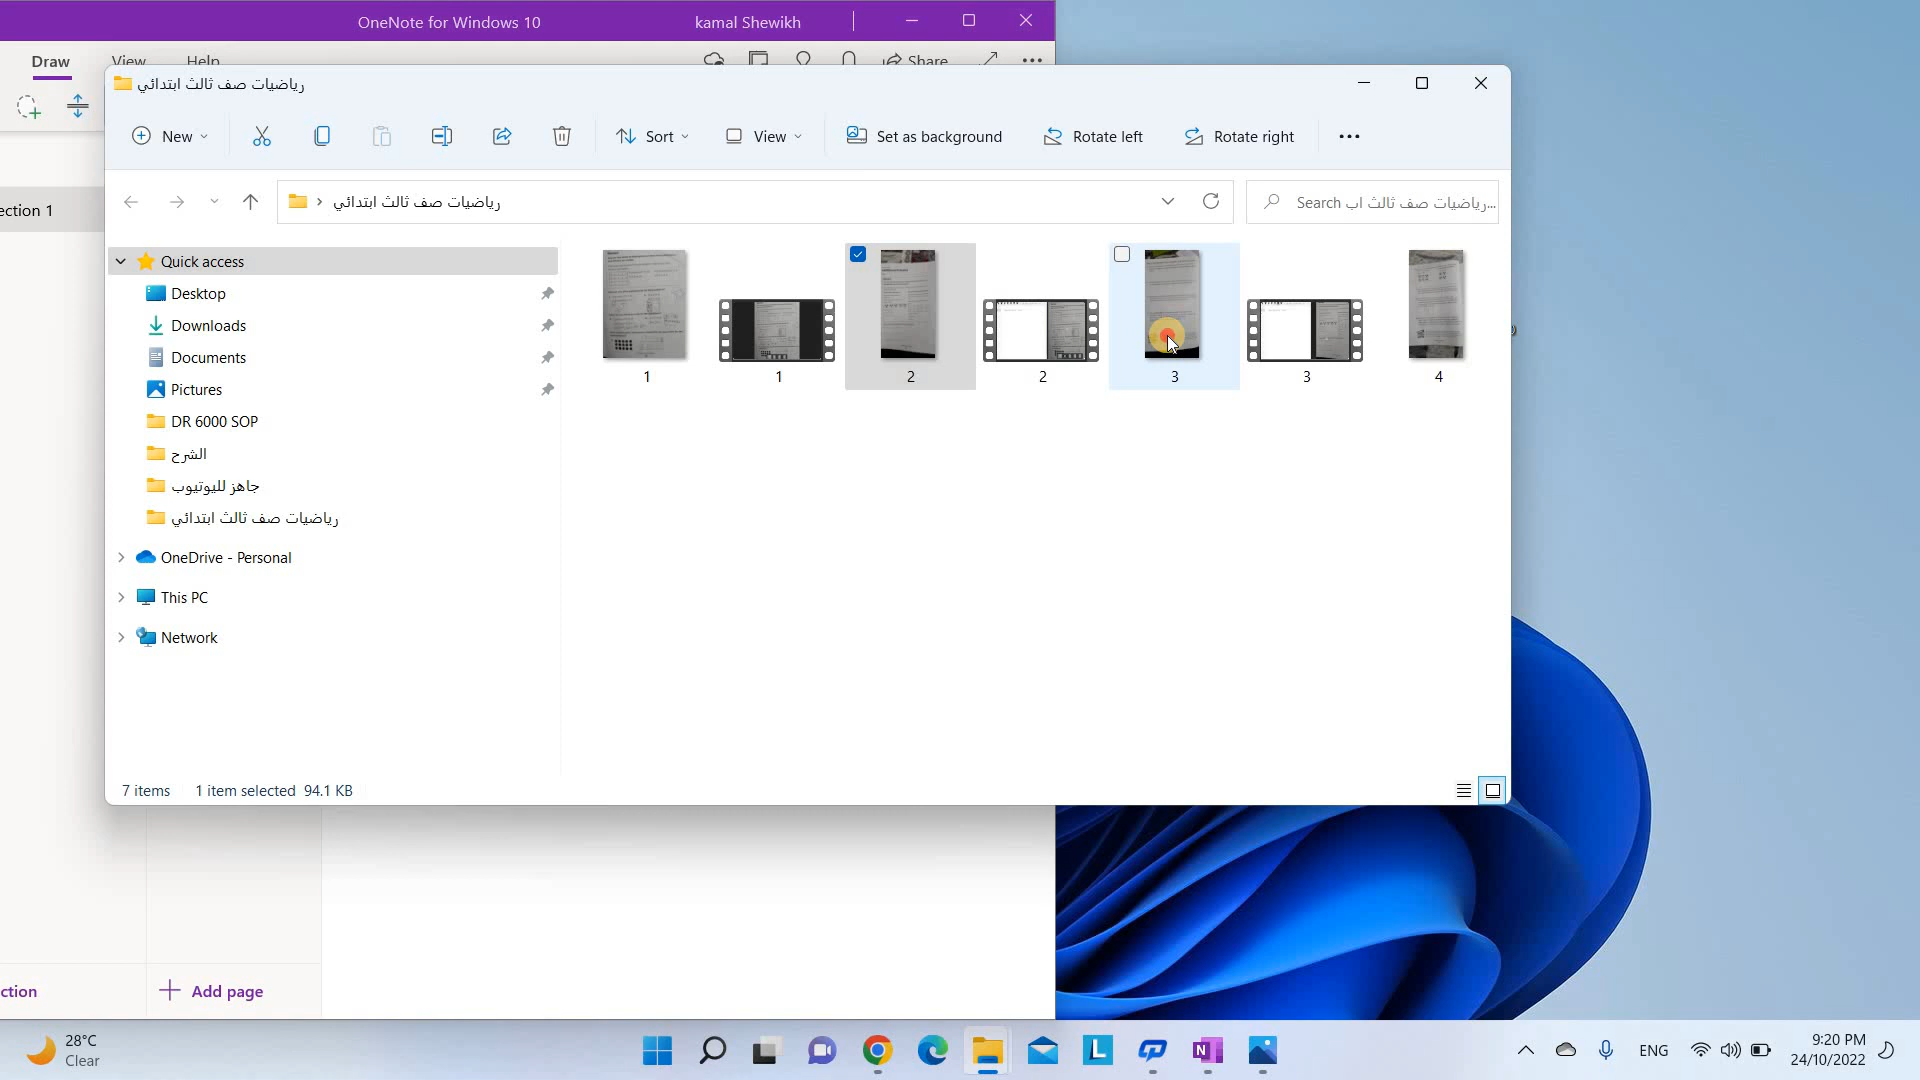 OneNote for Windows 10
kamal Shewikh
Draw
View
Help
Share
رياضيات صف ثالث ابتدائي
New
Sort
View
Set as background
Rotate left
Rotate right
ection 1
رياضيات صف ثالث ابتدائي
Search رياضيات صف ثالث اب...
Quick access
Desktop
Downloads
Documents
Pictures
DR 6000 SOP
الشرح
جاهز لليوتيوب
رياضيات صف ثالث ابتدائي
OneDrive - Personal
This PC
Network
1
1
2
2
3
3
4
7 items
1 item selected 94.1 KB
ction
Add page
28°C
Clear
ENG
9:20 PM
24/10/2022